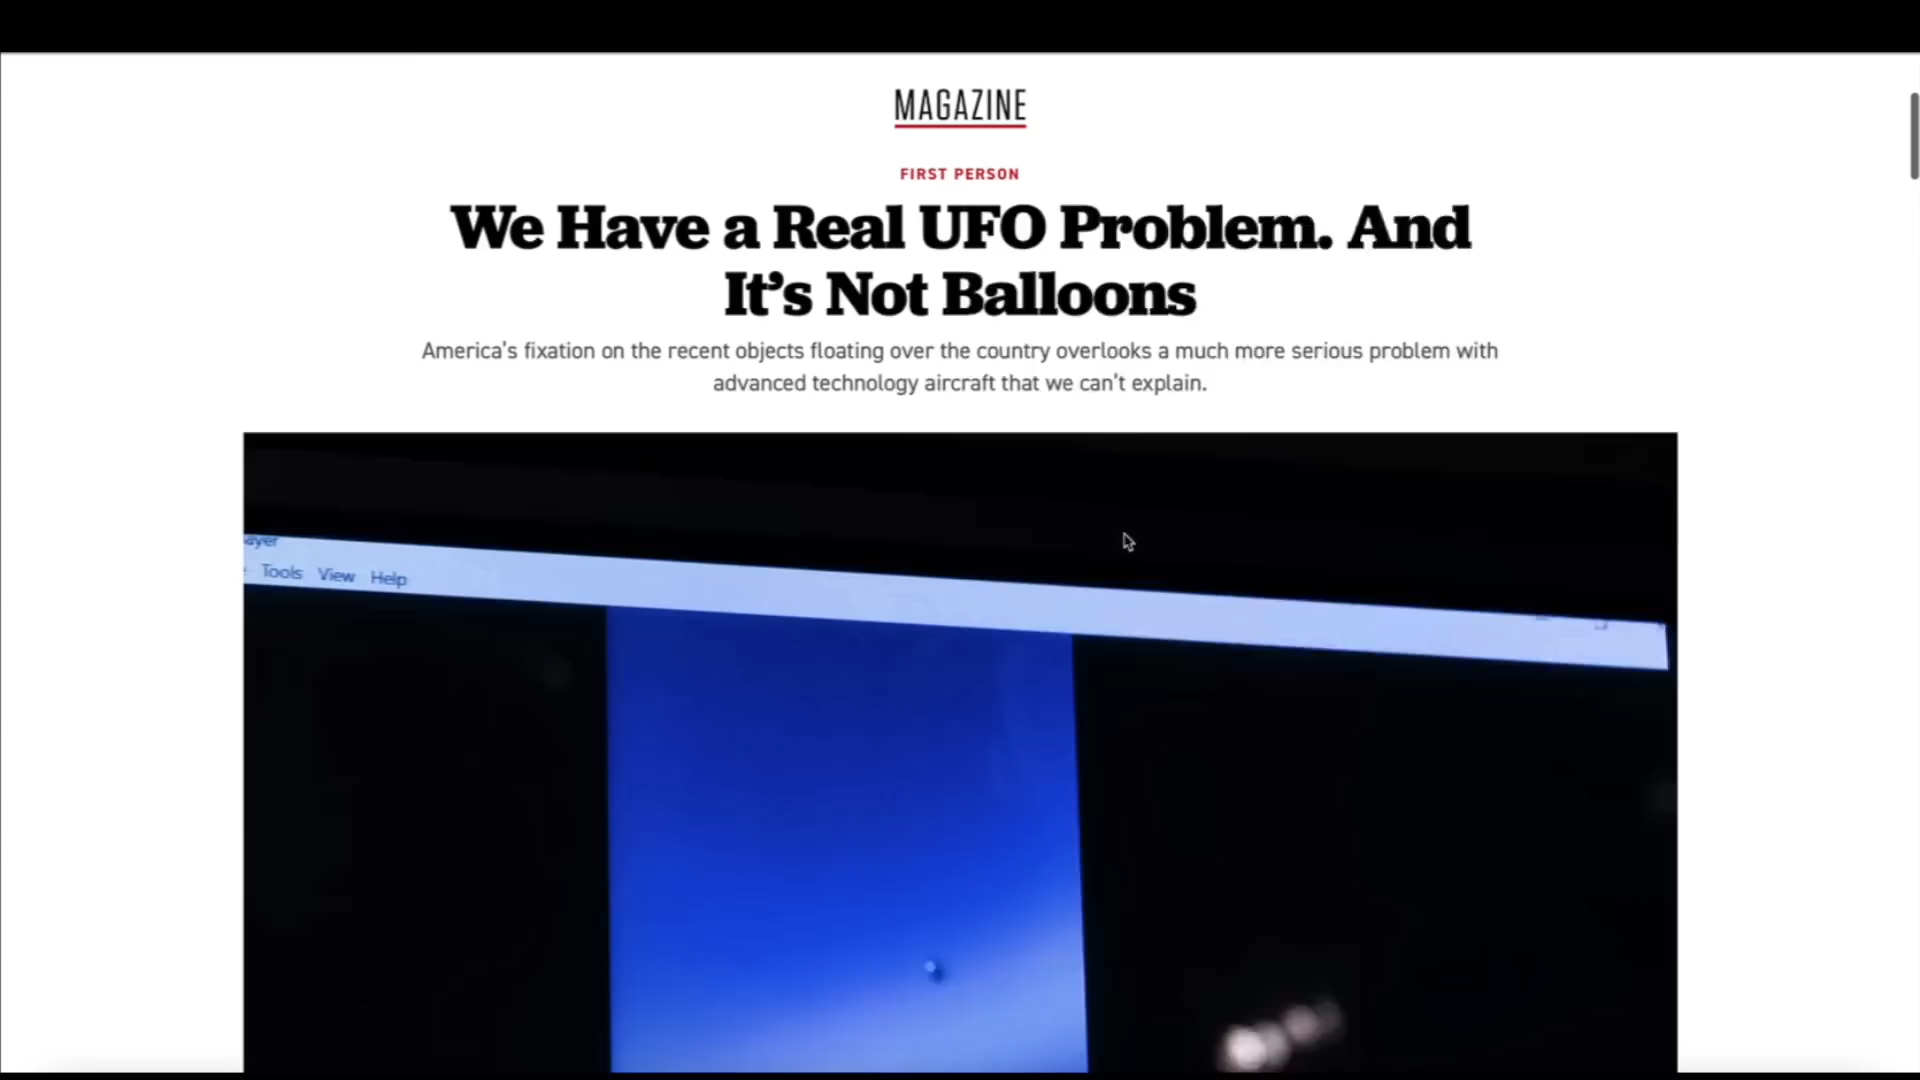 MAGAZINE
FIRST PERSON
We Have a Real UFO Problem. And
It's Not Balloons
America's fixation on the recent objects floating over the country overlooks a much more serious problem with
advanced technology aircraft that we can't explain.
Tools View Help